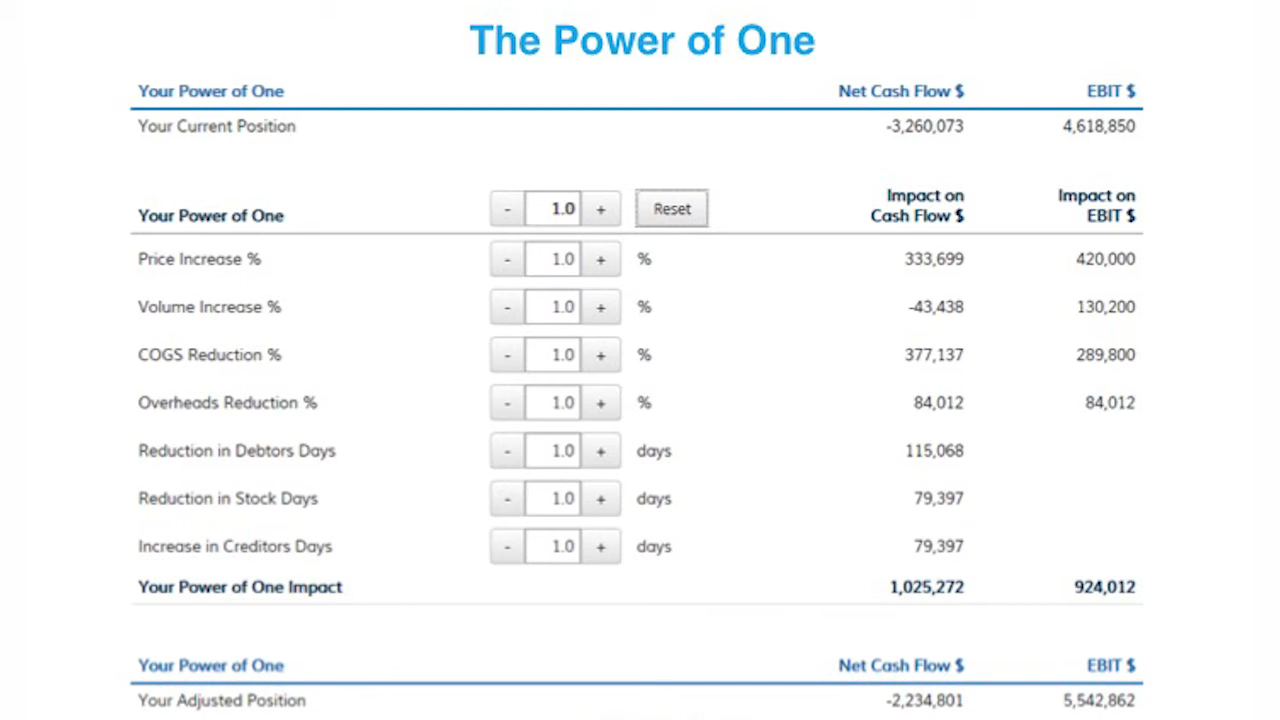 The Power of One
Your Power of One Net Cash Flow $ EBIT $
Your Current Position -3,260,073 4,618,850
Impact on Impact on
Your Power of One - 1.0 + Reset Cash Flow $ EBIT $
Price Increase % - 1.0 + % 333,699 420,000
Volume Increase % - 1.0 + % -43,438 130,200
COGS Reduction % - 1.0 + % 377,137 289,800
Overheads Reduction % - 1.0 + % 84,012 84,012
Reduction in Debtors Days - 1.0 + days 115,068
Reduction in Stock Days - 1.0 + days 79,397
Increase in Creditors Days - 1.0 + days 79,397
Your Power of One Impact 1,025,272 924,012
Your Power of One Net Cash Flow $ EBIT $
Your Adjusted Position -2,234,801 5,542,862